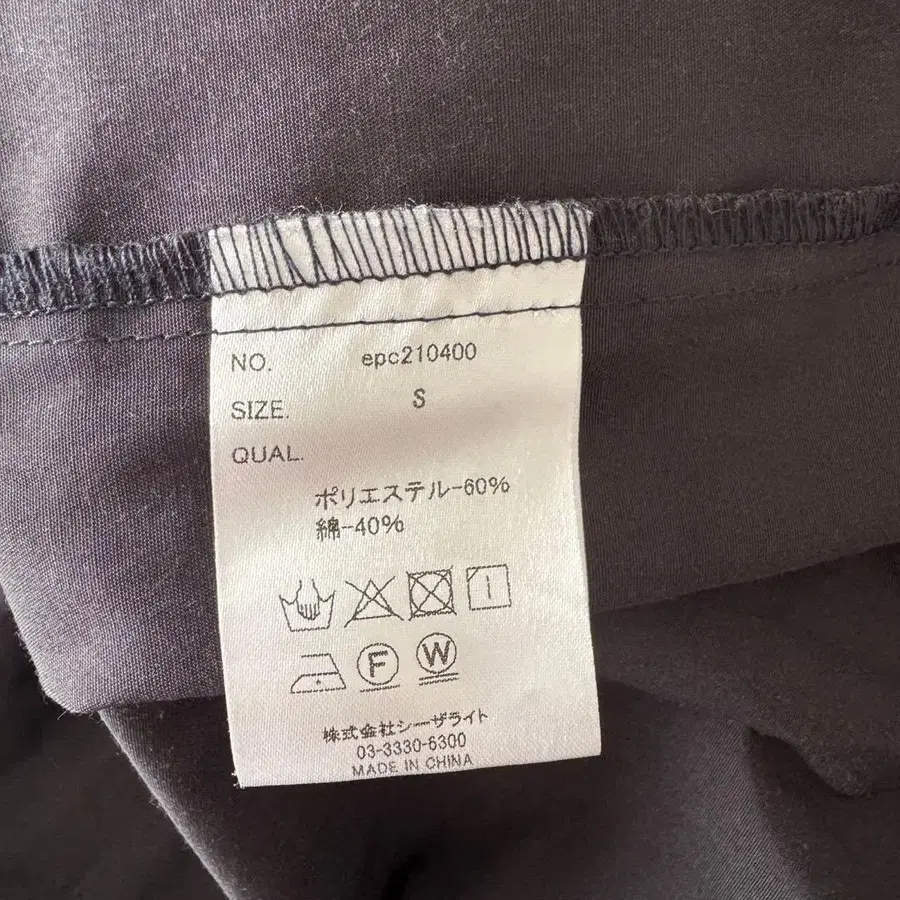 NO. epc210400
SIZE. S
QUAL.
ポリエステル-60%
綿-40%
F W
株式会社シーザライト
03-3330-6300
MADE IN CHINA